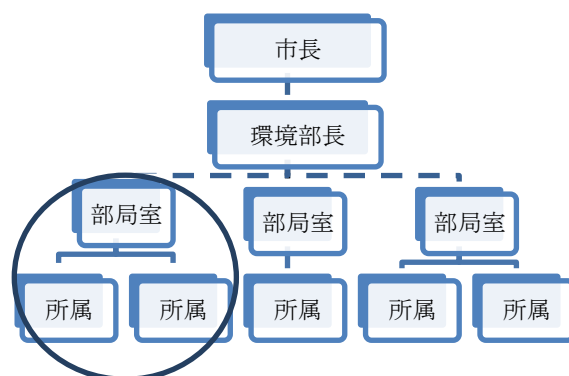 市長
環境部長
部局室 部局室 部局室
所属 所属 所属 所属 所属